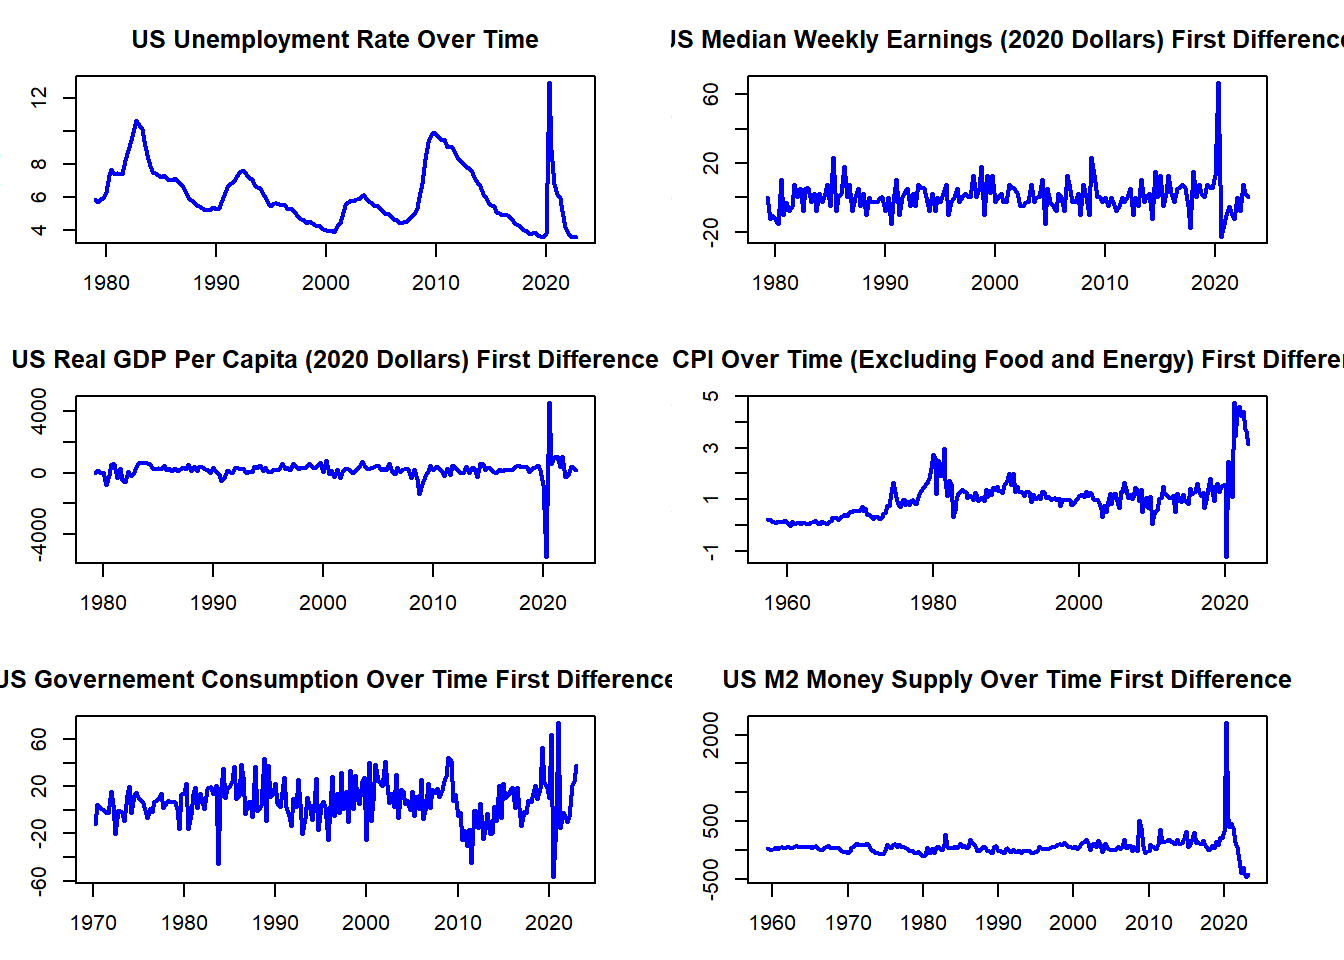 US Unemployment Rate Over Time
12
8
6
4
1980 1990 2000 2010 2020
US Median Weekly Earnings (2020 Dollars) First Difference
60
20
-20
1980 1990 2000 2010 2020
US Real GDP Per Capita (2020 Dollars) First Difference
4000
0
-4000
1980 1990 2000 2010 2020
CPI Over Time (Excluding Food and Energy) First Differen
5
3
1
-1
1960 1980 2000 2020
US Governement Consumption Over Time First Difference
60
20
-20
-60
1970 1980 1990 2000 2010 2020
US M2 Money Supply Over Time First Difference
2000
500
-500
1960 1970 1980 1990 2000 2010 2020